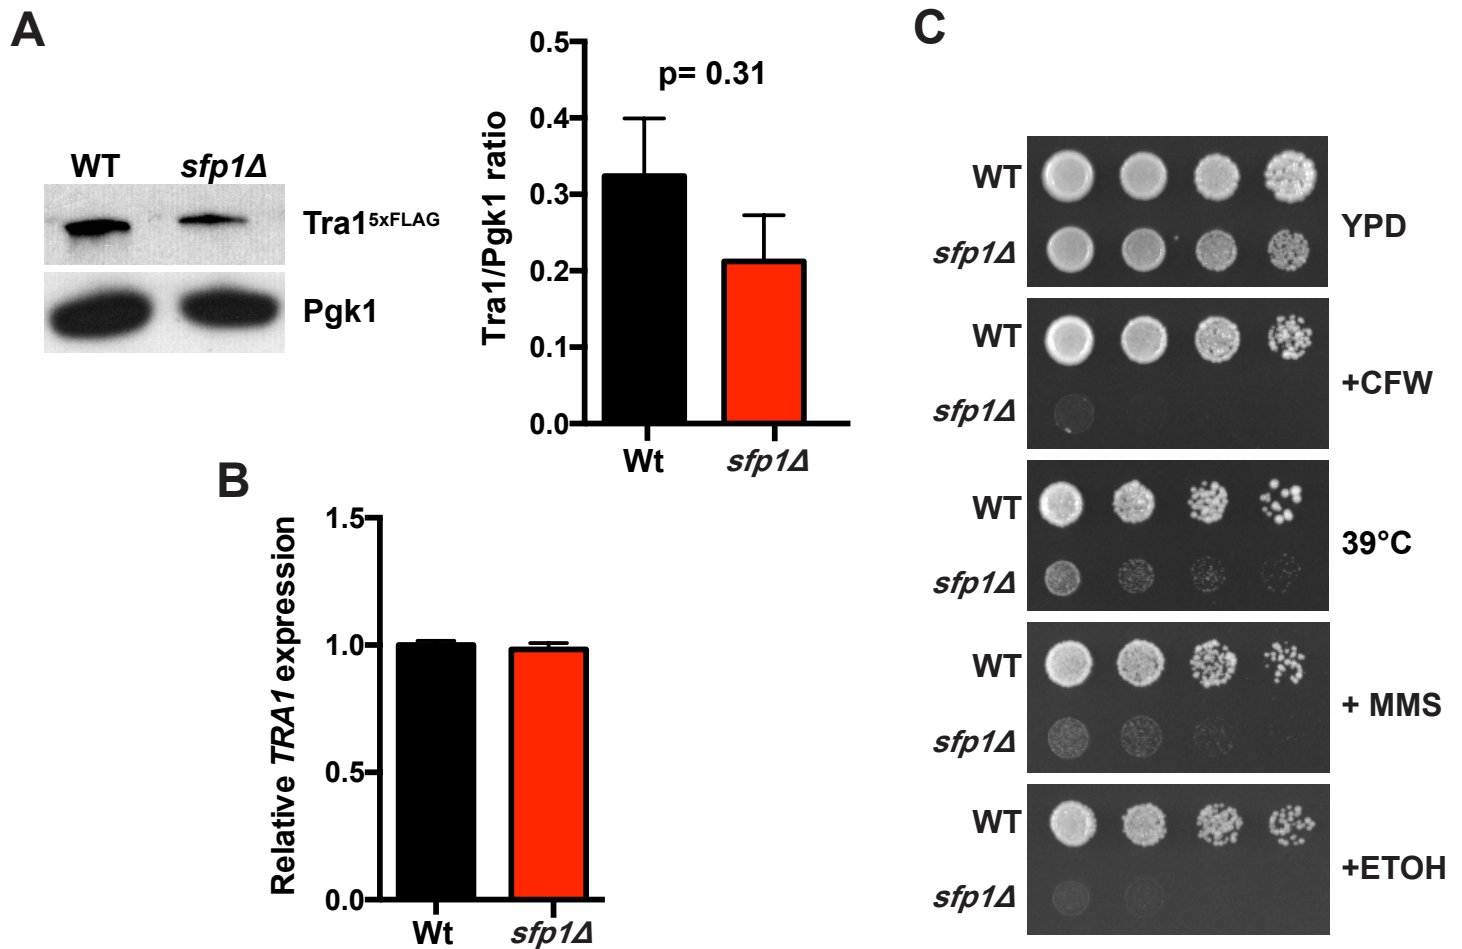 A
WT sfp1Δ
Tra1⁵ˣᶠᴸᴬᴳ
Pgk1
Tra1/Pgk1 ratio
0.5
0.4
0.3
0.2
0.1
0.0
p= 0.31
Wt sfp1Δ
B
Relative TRA1 expression
1.5
1.0
0.5
0.0
Wt sfp1Δ
C
WT
sfp1Δ
YPD
WT
sfp1Δ
+CFW
WT
sfp1Δ
39°C
WT
sfp1Δ
+ MMS
WT
sfp1Δ
+ETOH